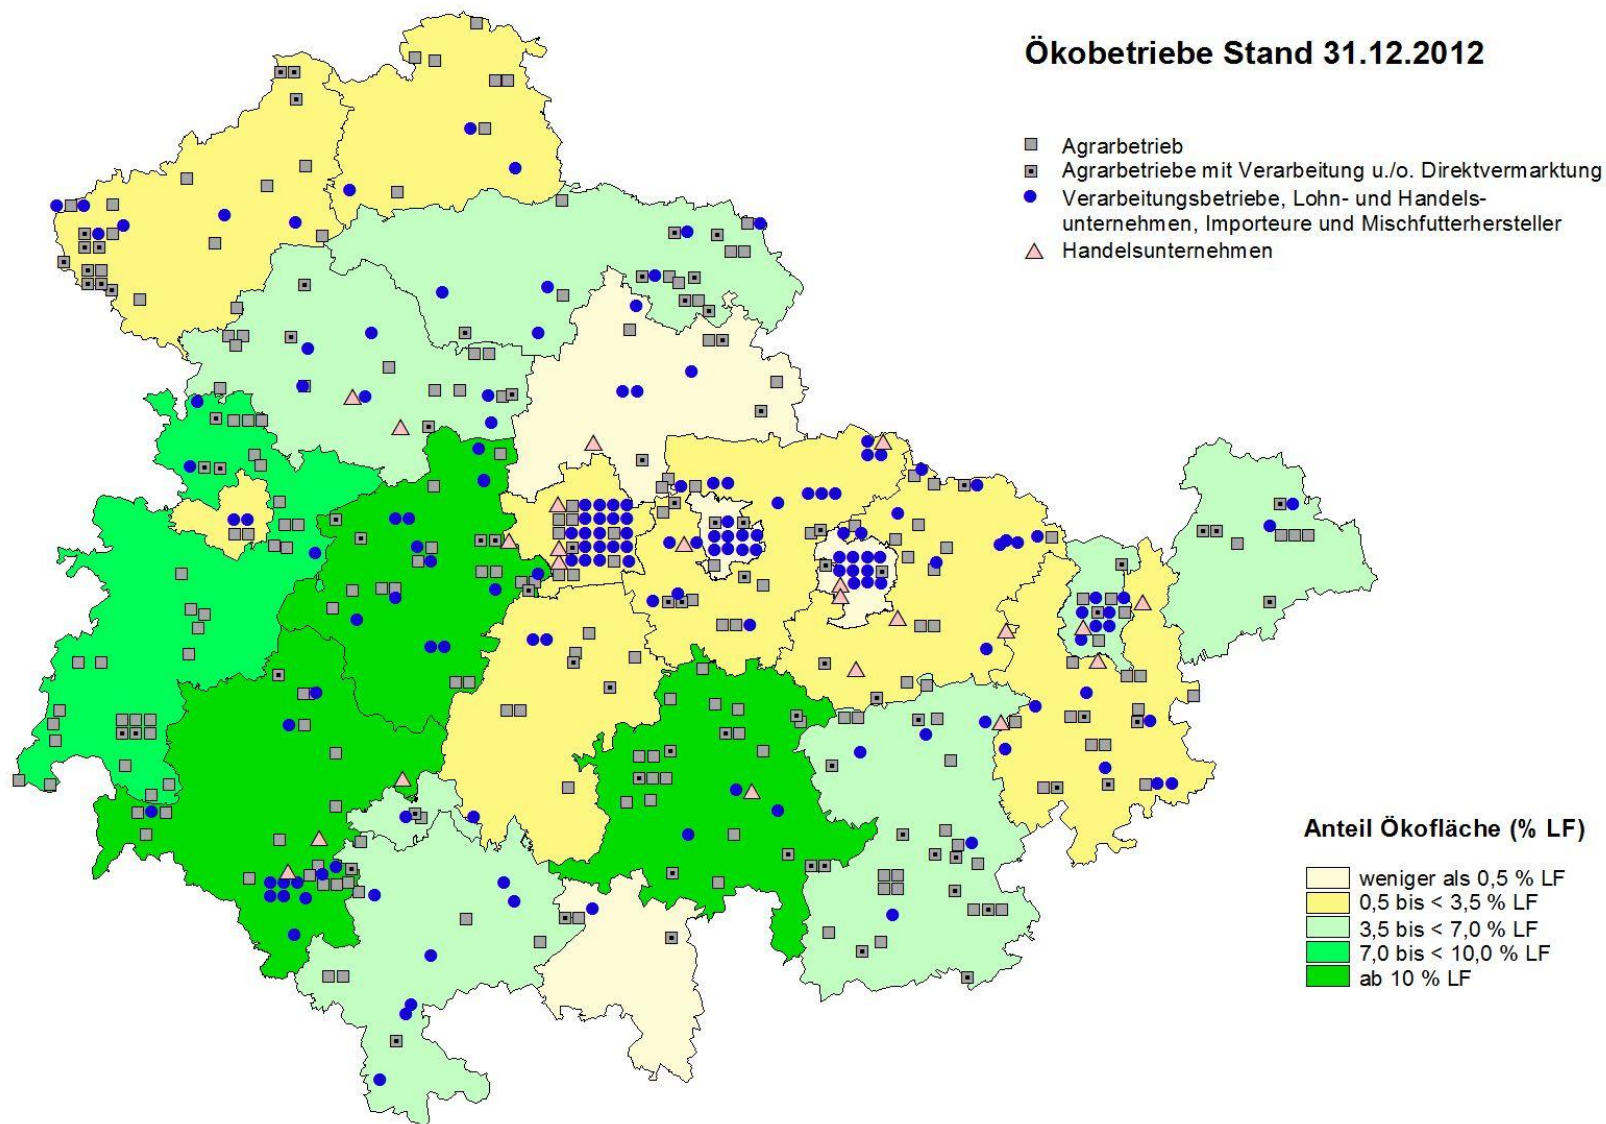 Ökobetriebe Stand 31.12.2012
Agrarbetrieb
Agrarbetriebe mit Verarbeitung u./o. Direktvermarktung
Verarbeitungsbetriebe, Lohn- und Handels-
unternehmen, Importeure und Mischfutterhersteller
Handelsunternehmen
Anteil Ökofläche (% LF)
weniger als 0,5 % LF
0,5 bis < 3,5 % LF
3,5 bis < 7,0 % LF
7,0 bis < 10,0 % LF
ab 10 % LF